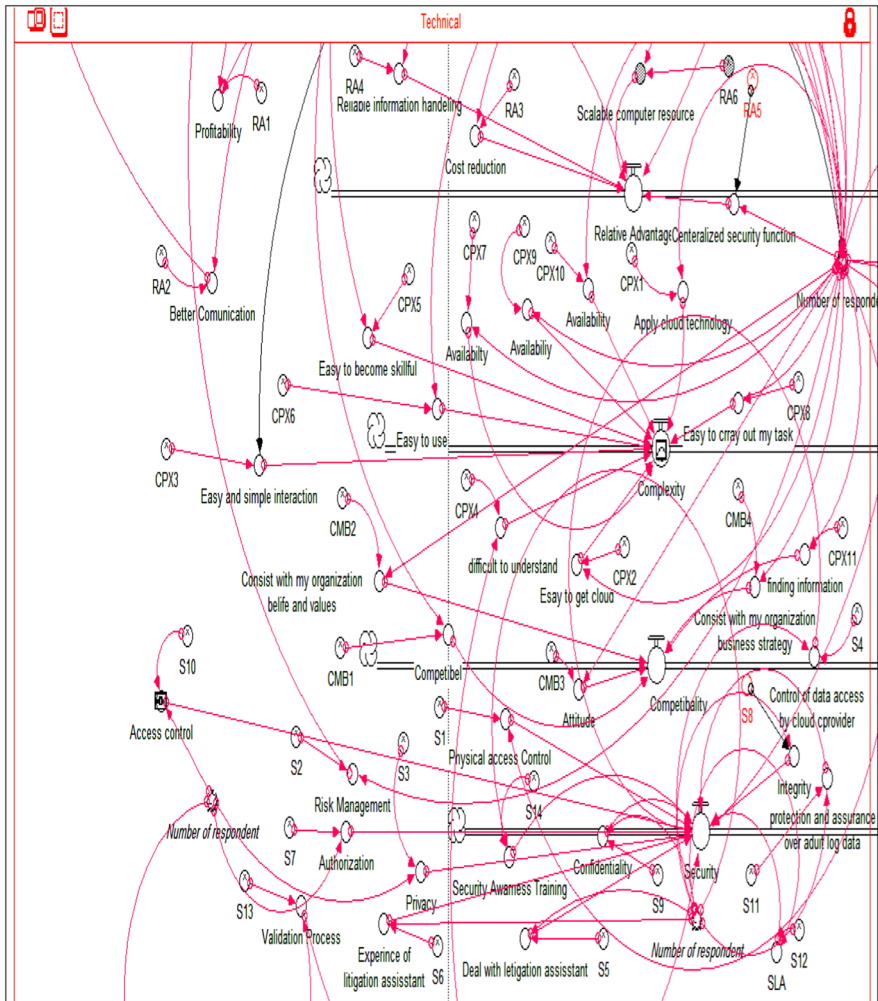 Technical
RA4
Reliable information handeling
RA3
Scalable computer resource
RA6
RA5
Profitability
RA1
Cost reduction
Relative Advantage
Centeralized security function
RA2
Better Comunication
CPX5
CPX7
CPX9
CPX10
CPX1
Number of responde
Availabilty
Availabiliy
Availability
Apply cloud technology
Easy to become skillful
CPX6
Easy to use
CPX8
Easy to crray out my task
CPX3
Easy and simple interaction
Complexity
CMB2
CPX4
CMB4
CPX11
difficult to understand
CPX2
Esay to get cloud
finding information
Consist with my organization
belife and values
Consist with my organization
business strategy
S4
S10
CMB1
Competibel
CMB3
Attitude
Competibality
S8
Control of data access
by cloud cprovider
Access control
S1
Physical access Control
S2
S3
Risk Management
S14
Integrity
Number of respondent
S7
Authorization
Confidentiality
Security
protection and assurance
over adurt log data
S13
Privacy
Security Awarness Training
S9
S11
Validation Process
Experince of
litigation assisstant
S6
Deal with letigation assisstant
S5
Number of respondent
S12
SLA